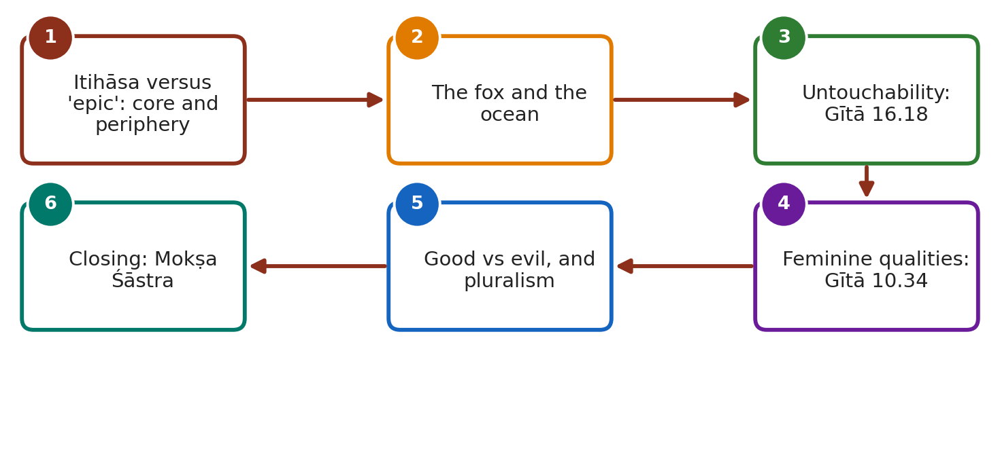 1
Itihāsa versus
'epic': core and
periphery
2
The fox and the
ocean
3
Untouchability:
Gītā 16.18
4
Feminine qualities:
Gītā 10.34
5
Good vs evil, and
pluralism
6
Closing: Mokṣa
Śāstra